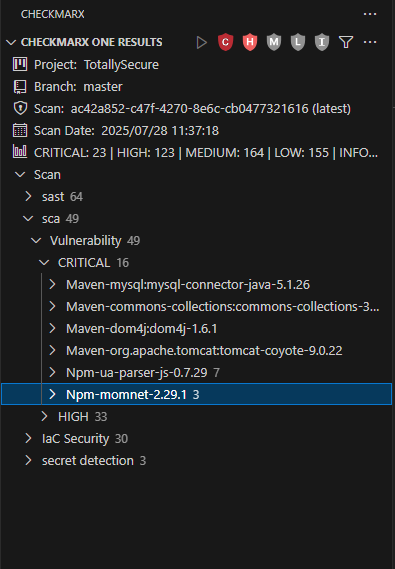 CHECKMARX
CHECKMARX ONE RESULTS C H M L I
Project: TotallySecure
Branch: master
Scan: ac42a852-c47f-4270-8e6c-cb0477321616 (latest)
Scan Date: 2025/07/28 11:37:18
CRITICAL: 23 | HIGH: 123 | MEDIUM: 164 | LOW: 155 | INFO...
Scan
sast 64
sca 49
Vulnerability 49
CRITICAL 16
Maven-mysql:mysql-connector-java-5.1.26
Maven-commons-collections:commons-collections-3...
Maven-dom4j:dom4j-1.6.1
Maven-org.apache.tomcat:tomcat-coyote-9.0.22
Npm-ua-parser-js-0.7.29 7
Npm-momnet-2.29.1 3
HIGH 33
IaC Security 30
secret detection 3